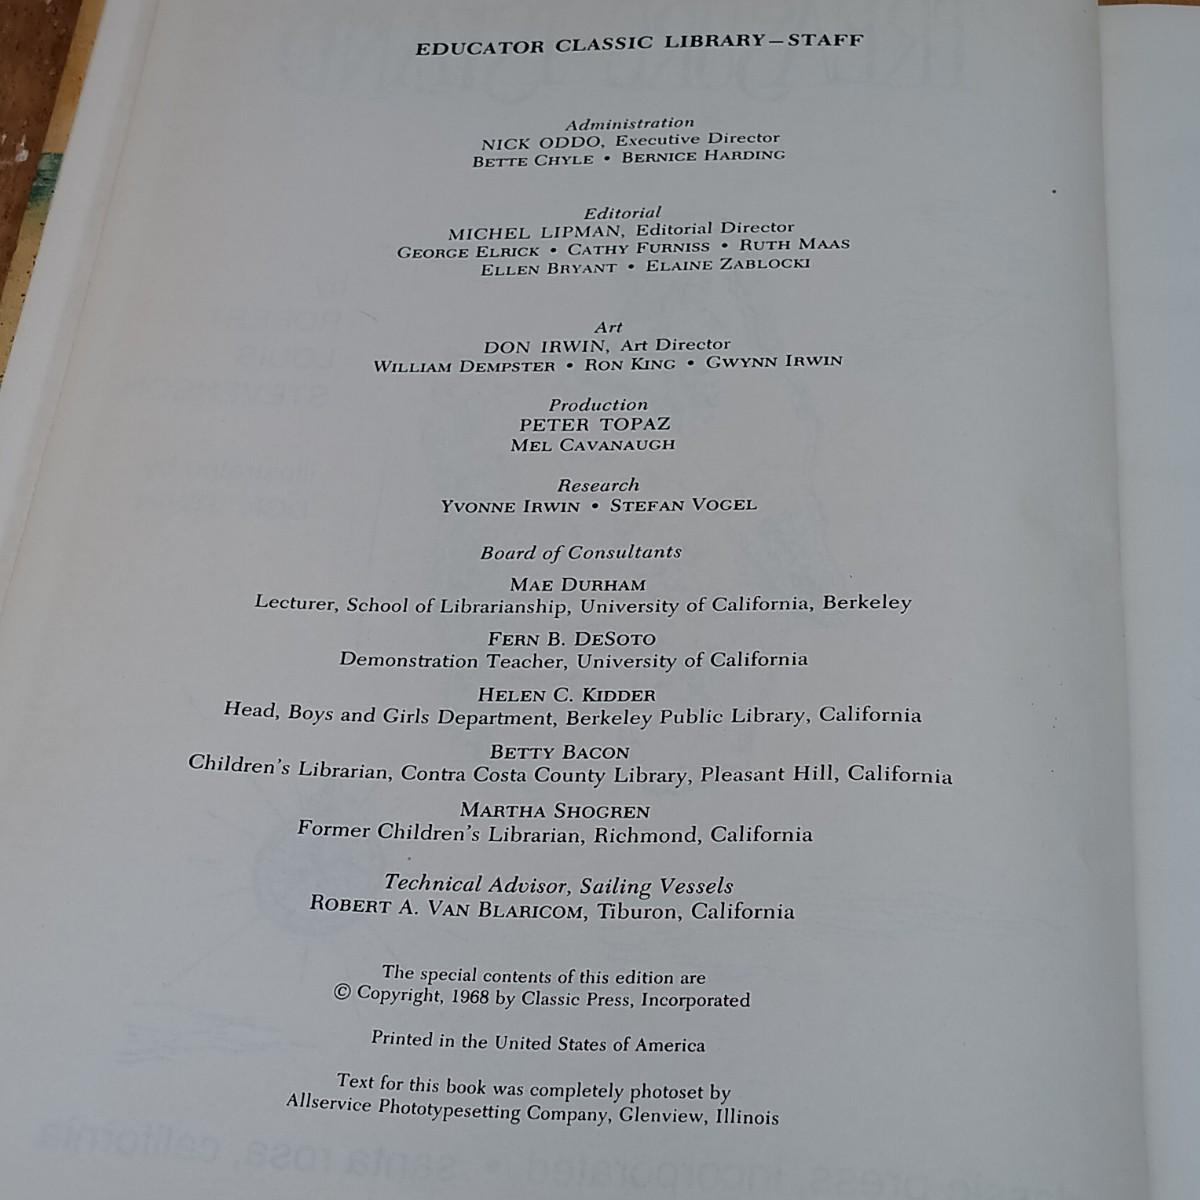 EDUCATOR CLASSIC LIBRARY—STAFF
Administration
NICK ODDO, Executive Director
BETTE CHYLE • BERNICE HARDING
Editorial
MICHEL LIPMAN, Editorial Director
GEORGE ELRICK • CATHY FURNISS • RUTH MAAS
ELLEN BRYANT • ELAINE ZABLOCKI
Art
DON IRWIN, Art Director
WILLIAM DEMPSTER • RON KING • GWYNN IRWIN
Production
PETER TOPAZ
MEL CAVANAUGH
Research
YVONNE IRWIN • STEFAN VOGEL
Board of Consultants
MAE DURHAM
Lecturer, School of Librarianship, University of California, Berkeley
FERN B. DESOTO
Demonstration Teacher, University of California
HELEN C. KIDDER
Head, Boys and Girls Department, Berkeley Public Library, California
BETTY BACON
Children's Librarian, Contra Costa County Library, Pleasant Hill, California
MARTHA SHOGREN
Former Children's Librarian, Richmond, California
Technical Advisor, Sailing Vessels
ROBERT A. VAN BLARICOM, Tiburon, California
The special contents of this edition are
© Copyright, 1968 by Classic Press, Incorporated
Printed in the United States of America
Text for this book was completely photoset by
Allservice Phototypesetting Company, Glenview, Illinois